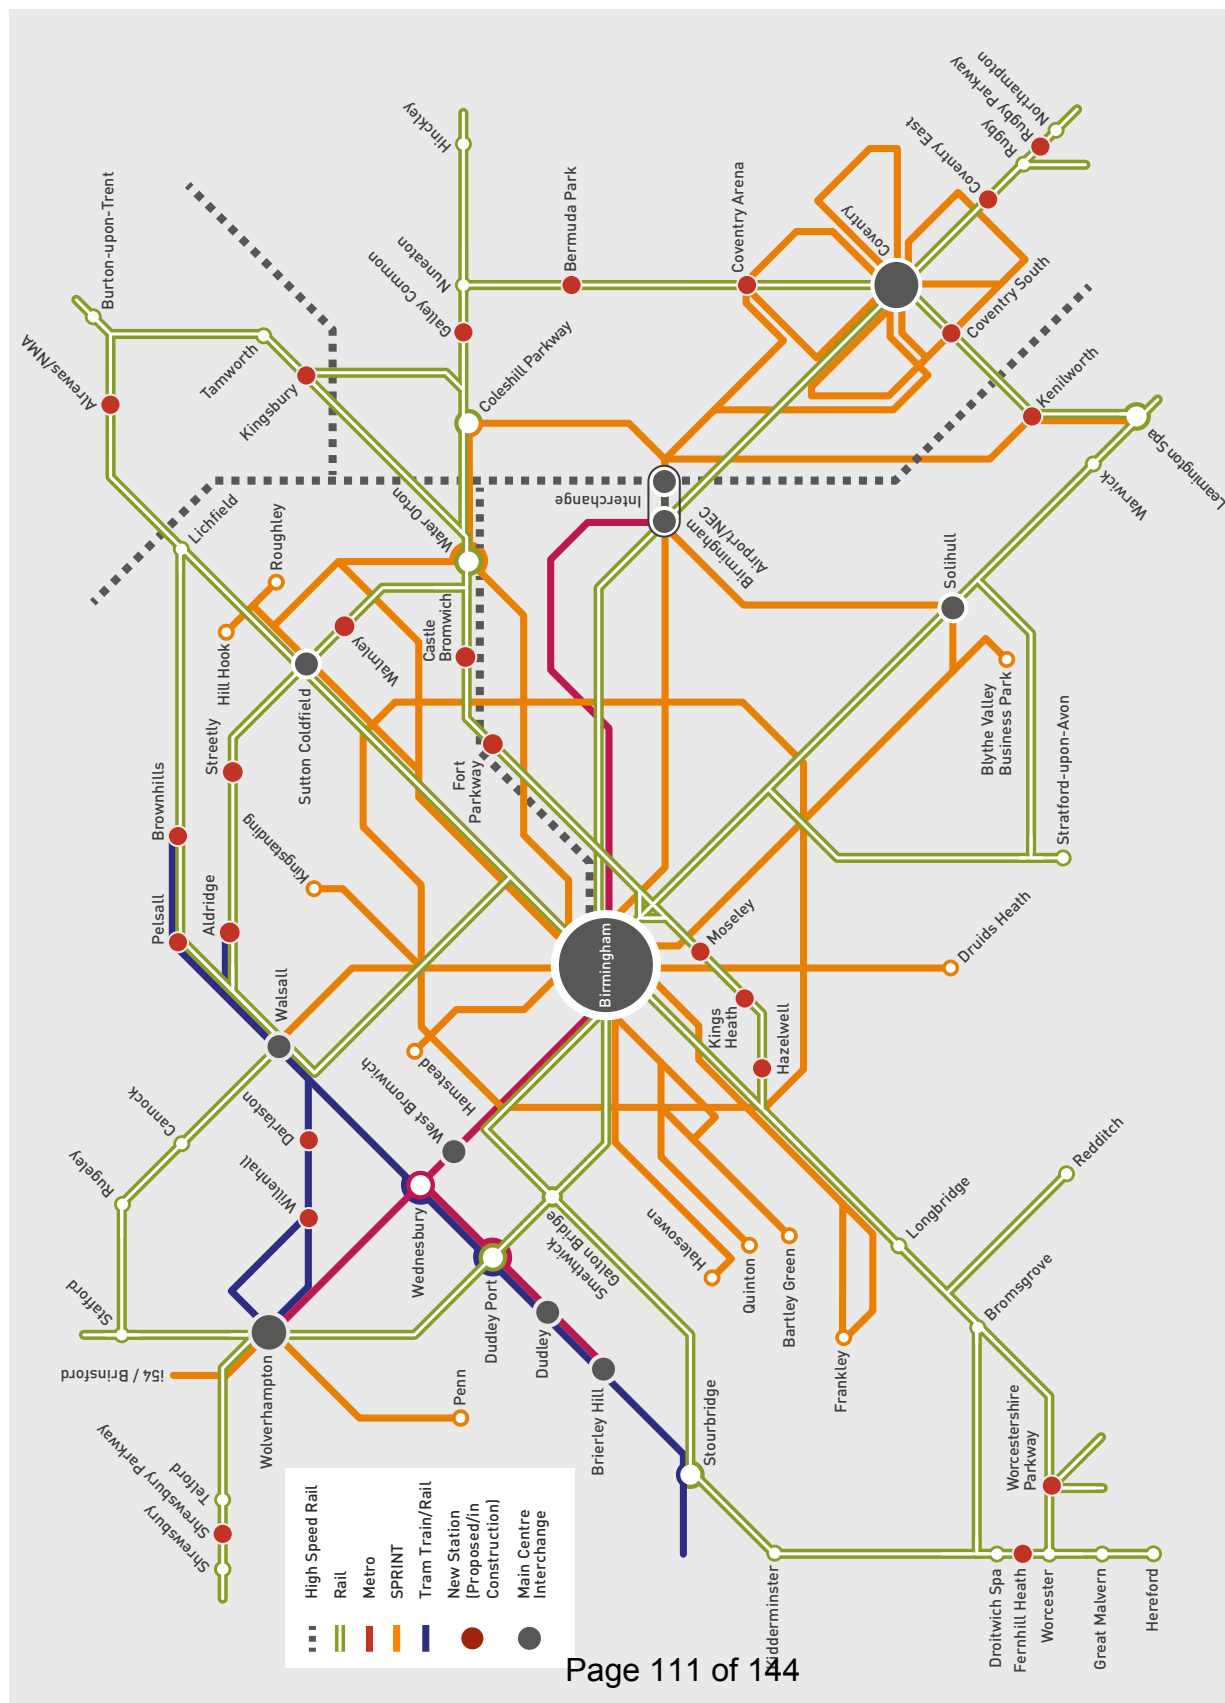 Shrewsbury
Shrewsbury Parkway
Telford
i54 / Brinsford
Wolverhampton
Stafford
Rugeley
Cannock
Penn
Willenhall
Darlaston
Walsall
Pelsall
Brownhills
Aldridge
Streetly
Lichfield
Alrewas/NMA
Burton-upon-Trent
Tamworth
Kingsbury
Hill Hook
Roughley
Sutton Coldfield
Walmley
Kingstanding
Water Orton
Castle
Bromwich
Fort
Parkway
Coleshill Parkway
Galley Common
Nuneaton
Hinckley
Bermuda Park
Coventry Arena
Coventry
Coventry East
Rugby
Rugby Parkway
Northampton
Coventry South
Kenilworth
Leamington Spa
Warwick
Interchange
Birmingham
Airport/NEC
Solihull
Blythe Valley
Business Park
Stratford-upon-Avon
Birmingham
Hamstead
West Bromwich
Wednesbury
Dudley Port
Dudley
Brierley Hill
Smethwick
Galton Bridge
Stourbridge
Kidderminster
Moseley
Kings
Heath
Hazelwell
Druids Heath
Halesowen
Quinton
Bartley Green
Frankley
Longbridge
Redditch
Bromsgrove
Worcestershire
Parkway
Droitwich Spa
Fernhill Heath
Worcester
Great Malvern
Hereford
High Speed Rail
Rail
Metro
SPRINT
Tram Train/Rail
New Station
(Proposed/in
Construction)
Main Centre
Interchange
Page 111 of 144